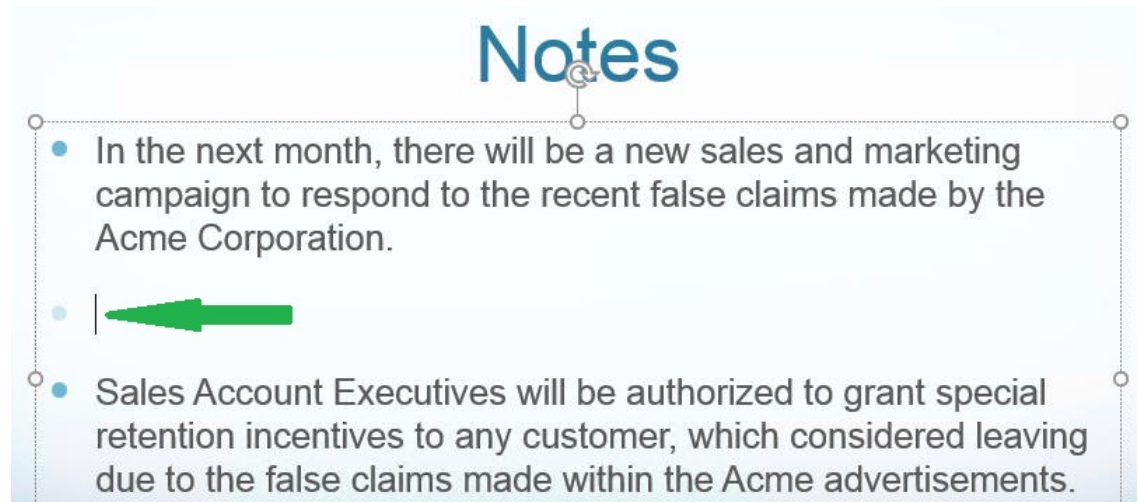 Notes
In the next month, there will be a new sales and marketing
campaign to respond to the recent false claims made by the
Acme Corporation.
Sales Account Executives will be authorized to grant special
retention incentives to any customer, which considered leaving
due to the false claims made within the Acme advertisements.